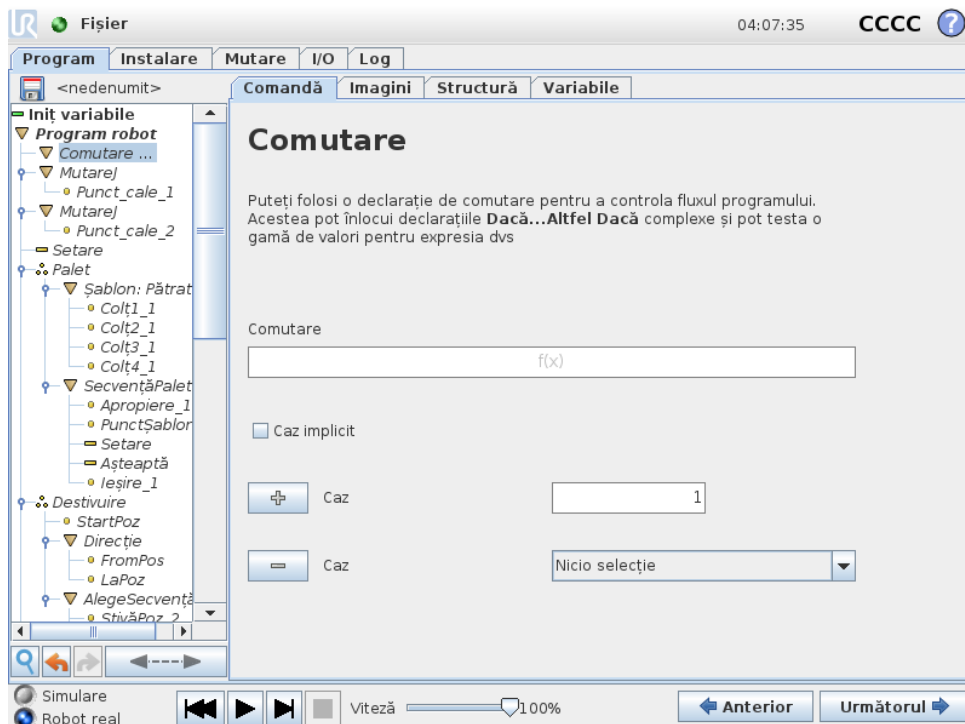 UR Fișier 04:07:35 CCCC ?
Program Instalare Mutare I/O Log
<nedenumit>
Comandă Imagini Structură Variabile
Iniț variabile
Program robot
Comutare ...
MutareJ
Punct_cale_1
MutareJ
Punct_cale_2
Setare
Palet
Șablon: Pătrat
Colț1_1
Colț2_1
Colț3_1
Colț4_1
SecvențăPalet
Apropiere_1
PunctȘablor
Setare
Așteaptă
Ieșire_1
Destivuire
StartPoz
Direcție
FromPos
LaPoz
AlegeSecvență
StivăPoz_2
Comutare
Puteți folosi o declarație de comutare pentru a controla fluxul programului.
Acestea pot înlocui declarațiile Dacă...Altfel Dacă complexe și pot testa o
gamă de valori pentru expresia dvs
Comutare
f(x)
Caz implicit
Caz 1
Caz Nicio selecție
Simulare
Robot real
Viteză 100%
Anterior Următorul